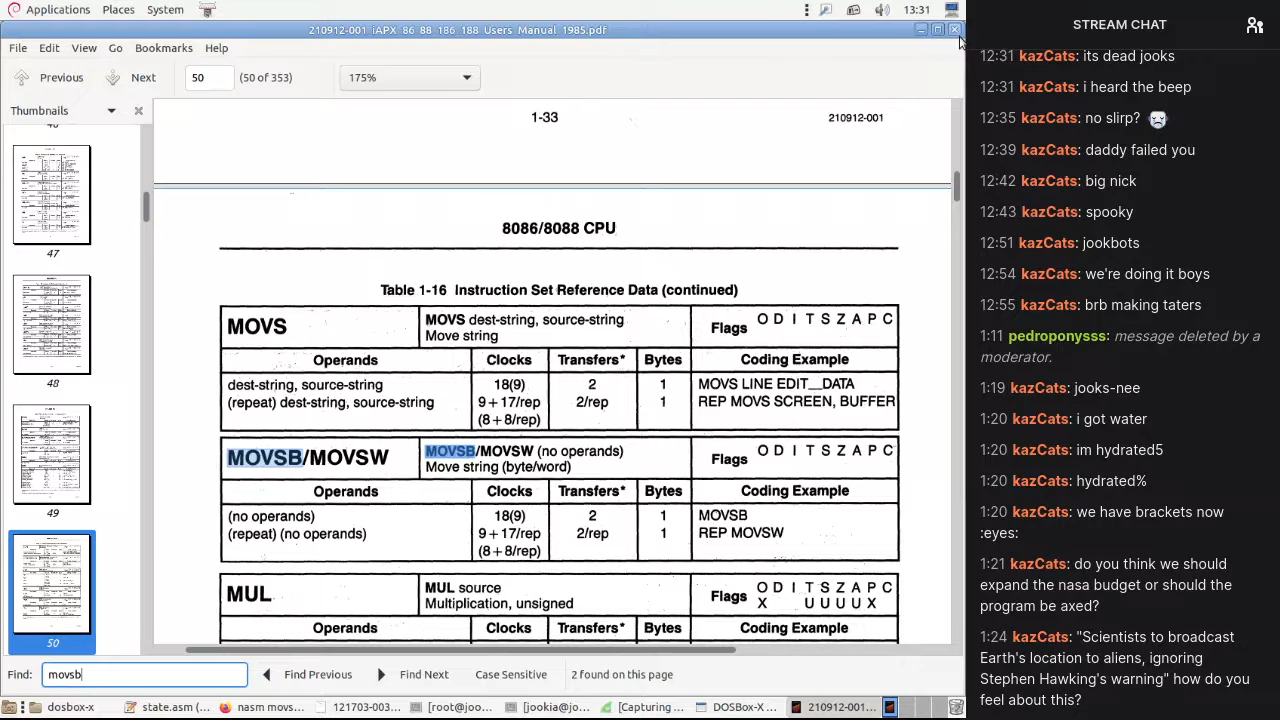 Applications Places System 13:31
210912-001_iAPX_86_88_186_188_Users_Manual_1985.pdf
File Edit View Go Bookmarks Help
Previous Next 50 (50 of 353) 175%
Thumbnails
47
48
49
50
1-33 210912-001
8086/8088 CPU
Table 1-16 Instruction Set Reference Data (continued)
MOVS MOVS dest-string, source-string Flags O D I T S Z A P C
Move string
Operands Clocks Transfers* Bytes Coding Example
dest-string, source-string 18(9) 2 1 MOVS LINE EDIT__DATA
(repeat) dest-string, source-string 9+17/rep 2/rep 1 REP MOVS SCREEN, BUFFER
(8+8/rep)
MOVSB/MOVSW MOVSB/MOVSW (no operands) Flags O D I T S Z A P C
Move string (byte/word)
Operands Clocks Transfers* Bytes Coding Example
(no operands) 18(9) 2 1 MOVSB
(repeat) (no operands) 9+17/rep 2/rep 1 REP MOVSW
(8+8/rep)
MUL MUL source Flags O D I T S Z A P C
Multiplication, unsigned X U U U U X
Operands Clocks Transfers* Bytes Coding Example
Find: movsb Find Previous Find Next Case Sensitive 2 found on this page
dosbox-x state.asm (... nasm movs... 121703-003... [root@joo... [jookia@jo... [Capturing ... DOSBox-X ... 210912-001...
STREAM CHAT
12:31 kazCats: its dead jooks
12:31 kazCats: i heard the beep
12:35 kazCats: no slirp?
12:39 kazCats: daddy failed you
12:42 kazCats: big nick
12:43 kazCats: spooky
12:51 kazCats: jookbots
12:54 kazCats: we're doing it boys
12:55 kazCats: brb making taters
1:11 pedroponysss: message deleted by a
moderator.
1:19 kazCats: jooks-nee
1:20 kazCats: i got water
1:20 kazCats: im hydrated5
1:20 kazCats: hydrated%
1:20 kazCats: we have brackets now
:eyes:
1:21 kazCats: do you think we should
expand the nasa budget or should the
program be axed?
1:24 kazCats: "Scientists to broadcast
Earth's location to aliens, ignoring
Stephen Hawking's warning" how do you
feel about this?